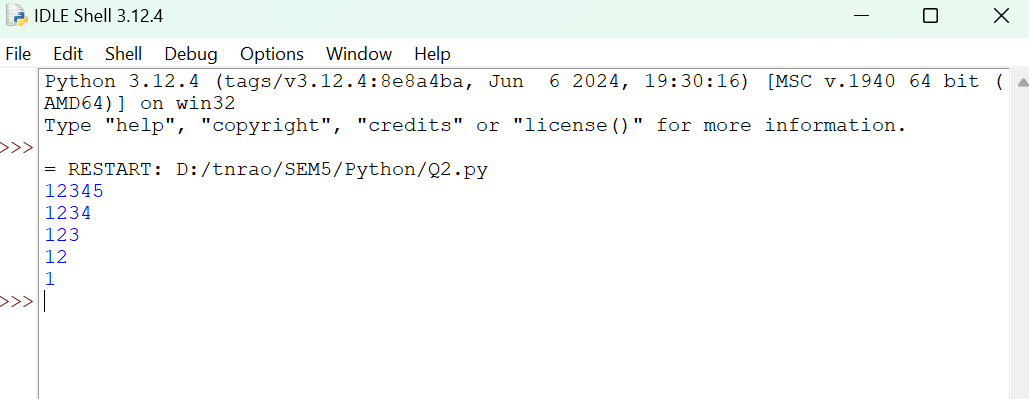 IDLE Shell 3.12.4
File Edit Shell Debug Options Window Help
Python 3.12.4 (tags/v3.12.4:8e8a4ba, Jun  6 2024, 19:30:16) [MSC v.1940 64 bit (
AMD64)] on win32
Type "help", "copyright", "credits" or "license()" for more information.
>>>
= RESTART: D:/tnrao/SEM5/Python/Q2.py
12345
1234
123
12
1
>>>